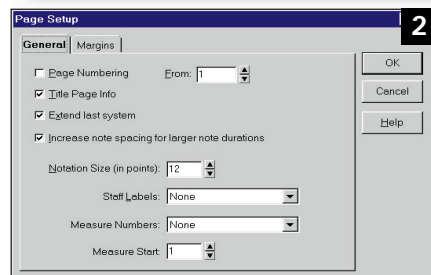 Page Setup
2
General Margins
Page Numbering From: 1
Title Page Info
Extend last system
Increase note spacing for larger note durations
Notation Size (in points): 12
Staff Labels: None
Measure Numbers: None
Measure Start: 1
OK
Cancel
Help